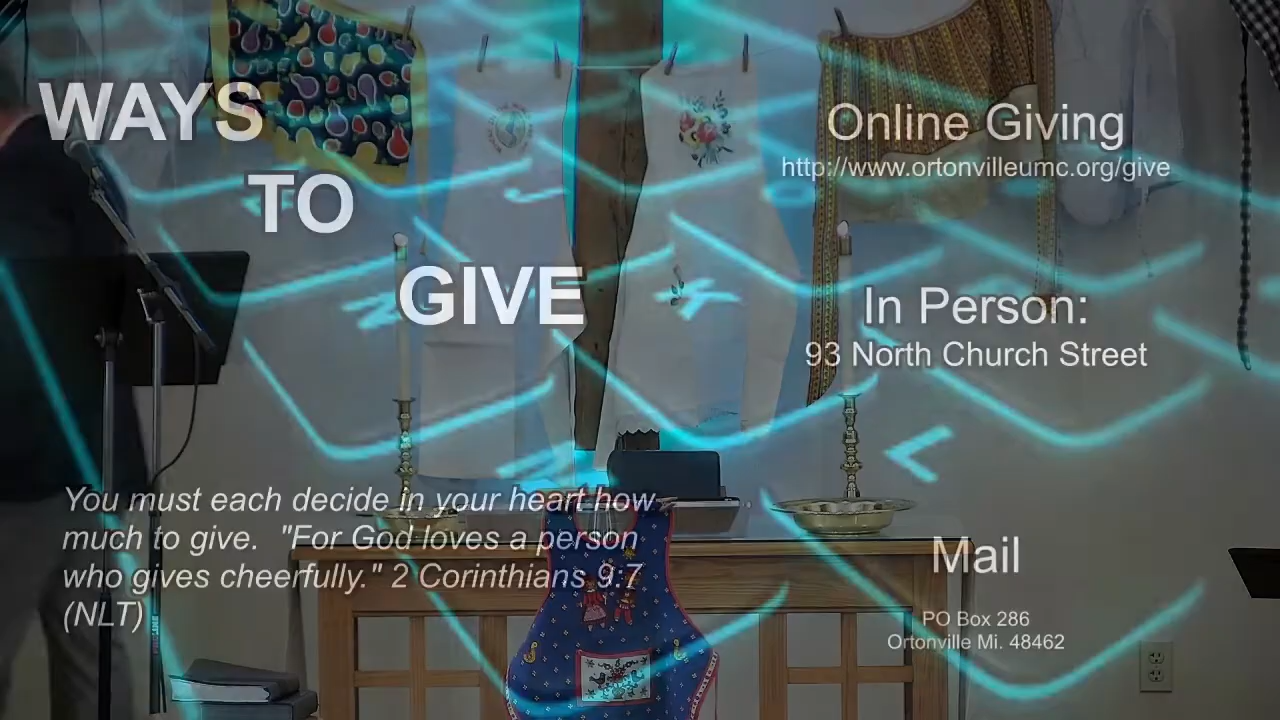 WAYS
TO
GIVE
Online Giving
http://www.ortonvilleumc.org/give
In Person:
93 North Church Street
You must each decide in your heart how
much to give.  "For God loves a person
who gives cheerfully." 2 Corinthians 9:7
(NLT)
Mail
PO Box 286
Ortonville Mi. 48462